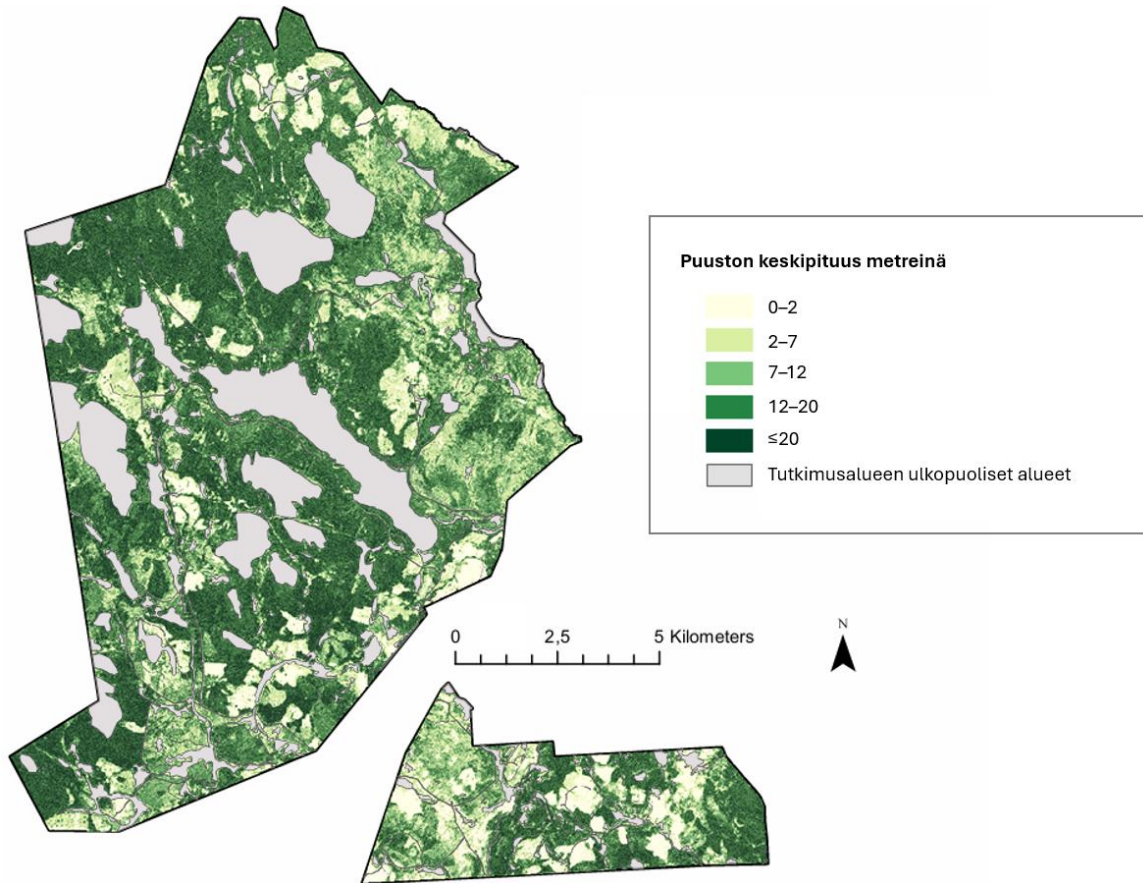 Puuston keskipituus metreinä
0–2
2–7
7–12
12–20
≤20
Tutkimusalueen ulkopuoliset alueet
0 2,5 5 Kilometers
N